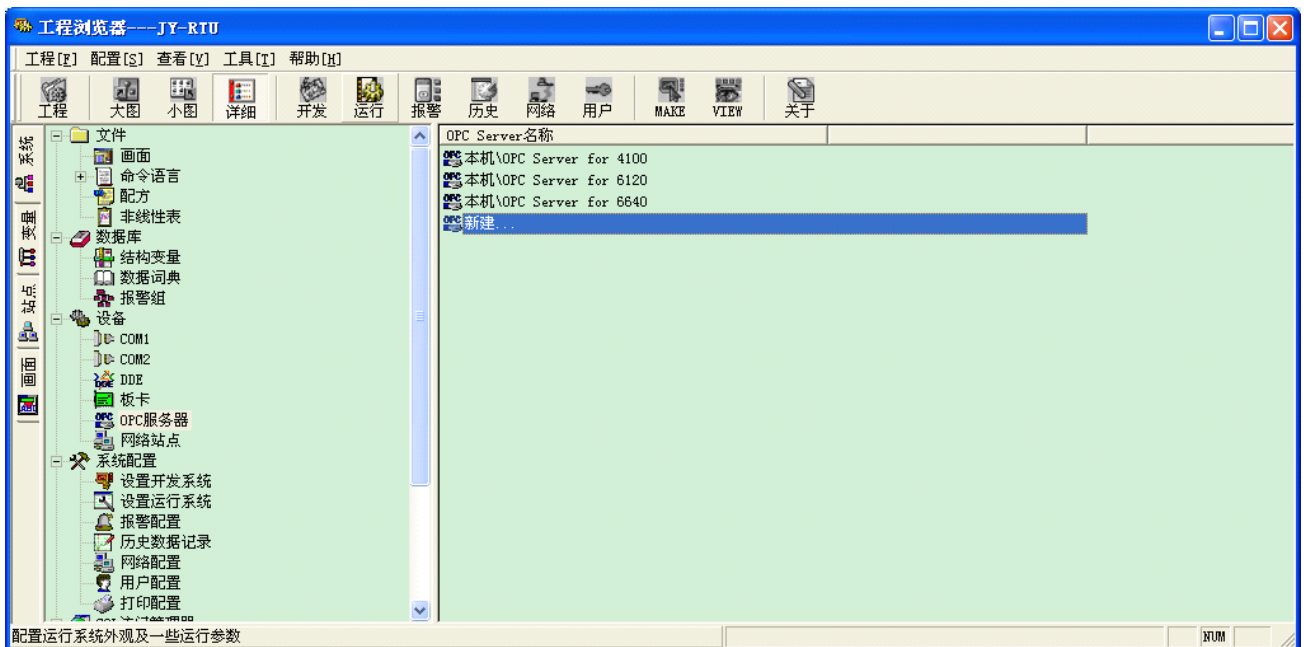 工程浏览器---JY-RTU
工程[F] 配置[S] 查看[V] 工具[T] 帮助[H]
工程 大图 小图 详细 开发 运行 报警 历史 网络 用户 MAKE VIEW 关于
系统
变量
站点
画面
文件
画面
命令语言
配方
非线性表
数据库
结构变量
数据词典
报警组
设备
COM1
COM2
DDE
板卡
OPC服务器
网络站点
系统配置
设置开发系统
设置运行系统
报警配置
历史数据记录
网络配置
用户配置
打印配置
OPC Server名称
本机\OPC Server for 4100
本机\OPC Server for 6120
本机\OPC Server for 6640
新建...
配置运行系统外观及一些运行参数
NUM